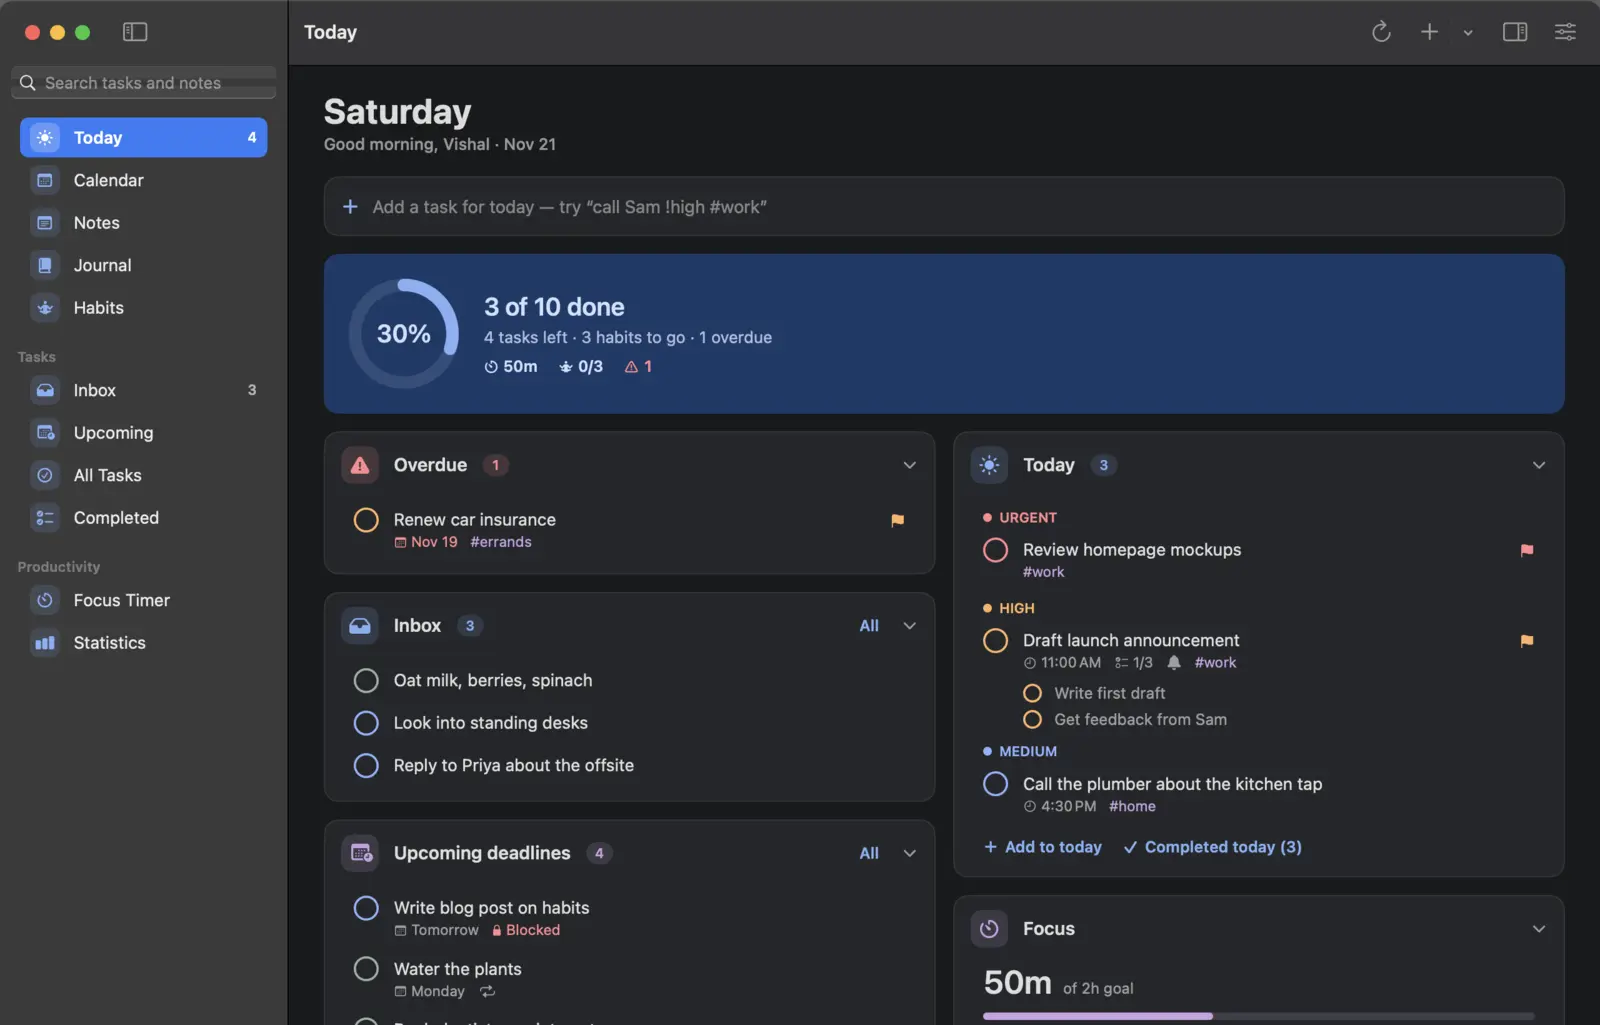 Today
Search tasks and notes
Today 4
Calendar
Notes
Journal
Habits
Tasks
Inbox 3
Upcoming
All Tasks
Completed
Productivity
Focus Timer
Statistics
Saturday
Good morning, Vishal · Nov 21
+ Add a task for today — try “call Sam !high #work”
30%
3 of 10 done
4 tasks left · 3 habits to go · 1 overdue
50m 0/3 1
Overdue 1
Renew car insurance
Nov 19 #errands
Inbox 3 All
Oat milk, berries, spinach
Look into standing desks
Reply to Priya about the offsite
Upcoming deadlines 4 All
Write blog post on habits
Tomorrow Blocked
Water the plants
Monday
Today 3
URGENT
Review homepage mockups
#work
HIGH
Draft launch announcement
11:00 AM 1/3 #work
Write first draft
Get feedback from Sam
MEDIUM
Call the plumber about the kitchen tap
4:30 PM #home
+ Add to today ✓ Completed today (3)
Focus
50m of 2h goal